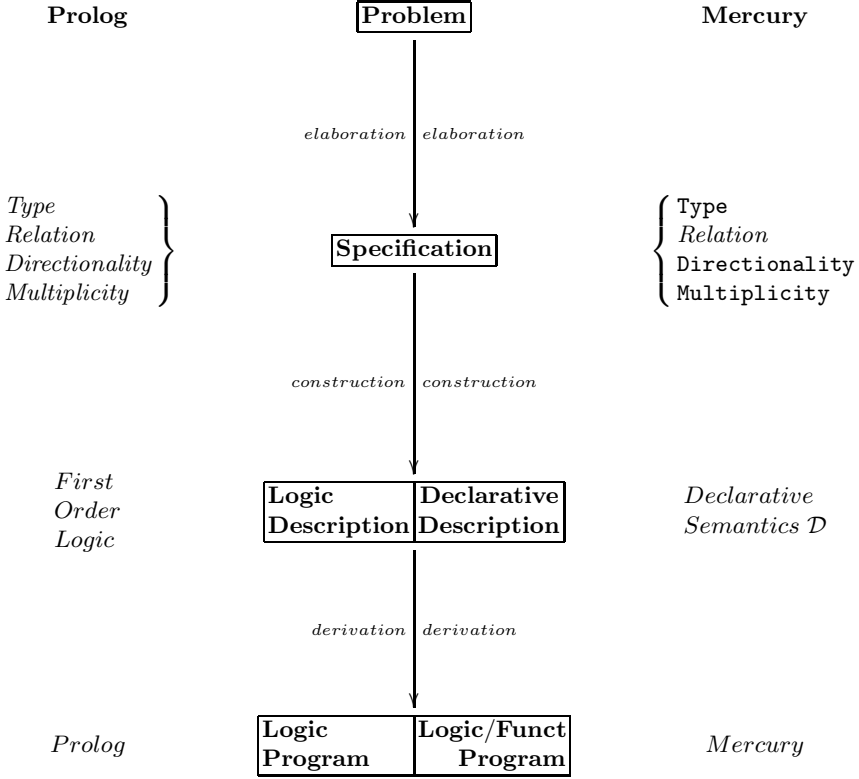 Prolog Problem Mercury
elaboration elaboration
Type
Relation
Directionality
Multiplicity
Specification
Type
Relation
Directionality
Multiplicity
construction construction
First
Order
Logic
Logic
Description
Declarative
Description
Declarative
Semantics 𝒟
derivation derivation
Prolog
Logic
Program
Logic/Funct
Program
Mercury